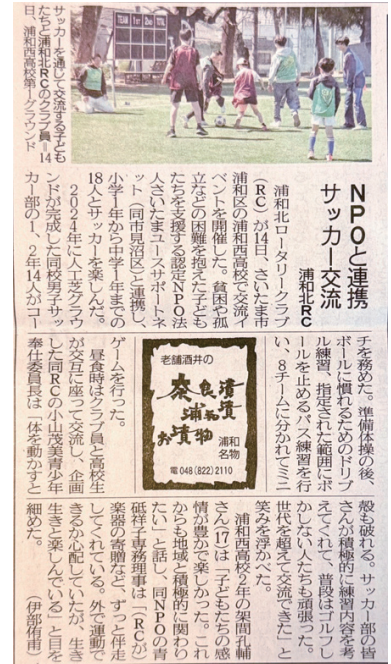 TEAM 1st 2nd TOTAL
サッカーを通じて交流する子ども
たちと浦和北RCのクラブ員＝14
日、浦和西高校第一グラウンド
NPOと連携
サッカー交流
浦和北RC
浦和北ロータリークラブ
（RC）が14日、さいたま市
浦和区の浦和西高校で交流イ
ベントを開催した。貧困や孤
立などの困難を抱えた子ども
たちを支援する認定NPO法
人さいたまユースサポートネ
ット（同市見沼区）と連携し、
小学1年から中学1年までの
18人とサッカーを楽しんだ。
2024年に人工芝グラウ
ンドが完成した同校男子サッ
カー部の1、2年14人がコー
チを務めた。準備体操の後、
ボールに慣れるためのドリブ
ル練習、指定された範囲にボ
ールを止めるパス練習を行
い、8チームに分かれてミニ
ゲームを行った。
昼食時はクラブ員と高校生
が交互に座って交流し、企画
した同RCの小山茂美青少年
奉仕委員長は「体を動かすと
殻も破れる。サッカー部の皆
さんが積極的に練習内容を考
えてくれて、普段はゴルフし
かしない人たちも頑張った。
世代を超えて交流できた」と
笑みを浮かべた。
浦和西高校2年の架間孔輔
さん（17）は「子どもたちの感
情が豊かで楽しかった。これ
からも地域と積極的に関わり
たい」と話し、同NPOの青
砥祥子専務理事は「（RCが）
楽器の寄贈など、ずっと伴走
してくれている。外で運動で
きるか心配していたが、生き
生きと楽しんでいる」と目を
細めた。　（伊部侑甫）
老舗酒井の
奈良漬
浦和漬
お漬物
浦和名物
電048(822)2110